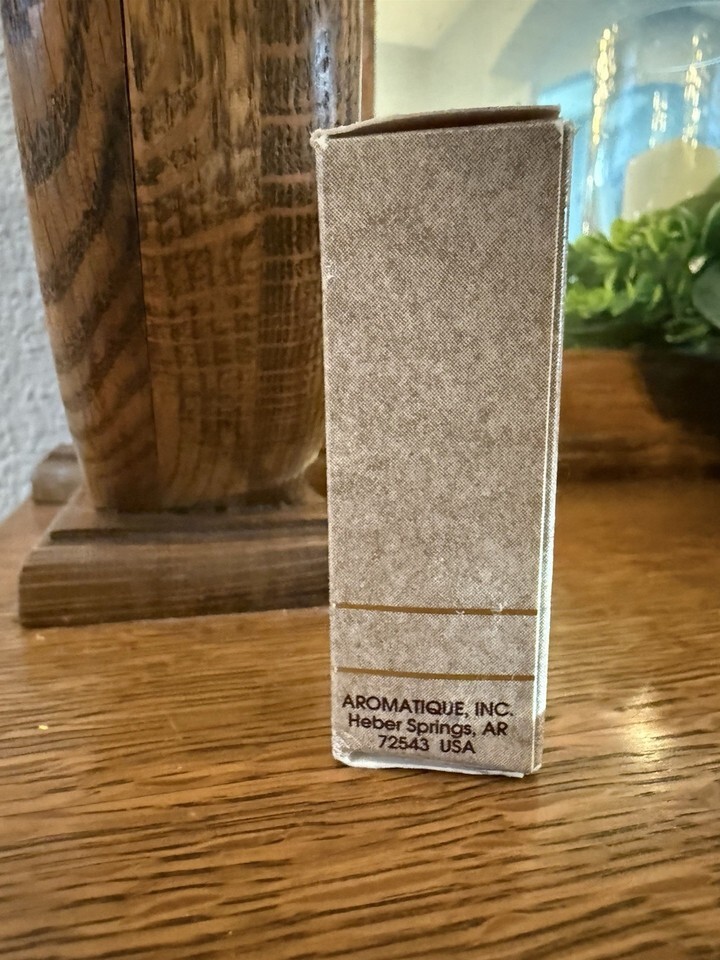 AROMATIQUE, INC.
Heber Springs, AR
72543 USA